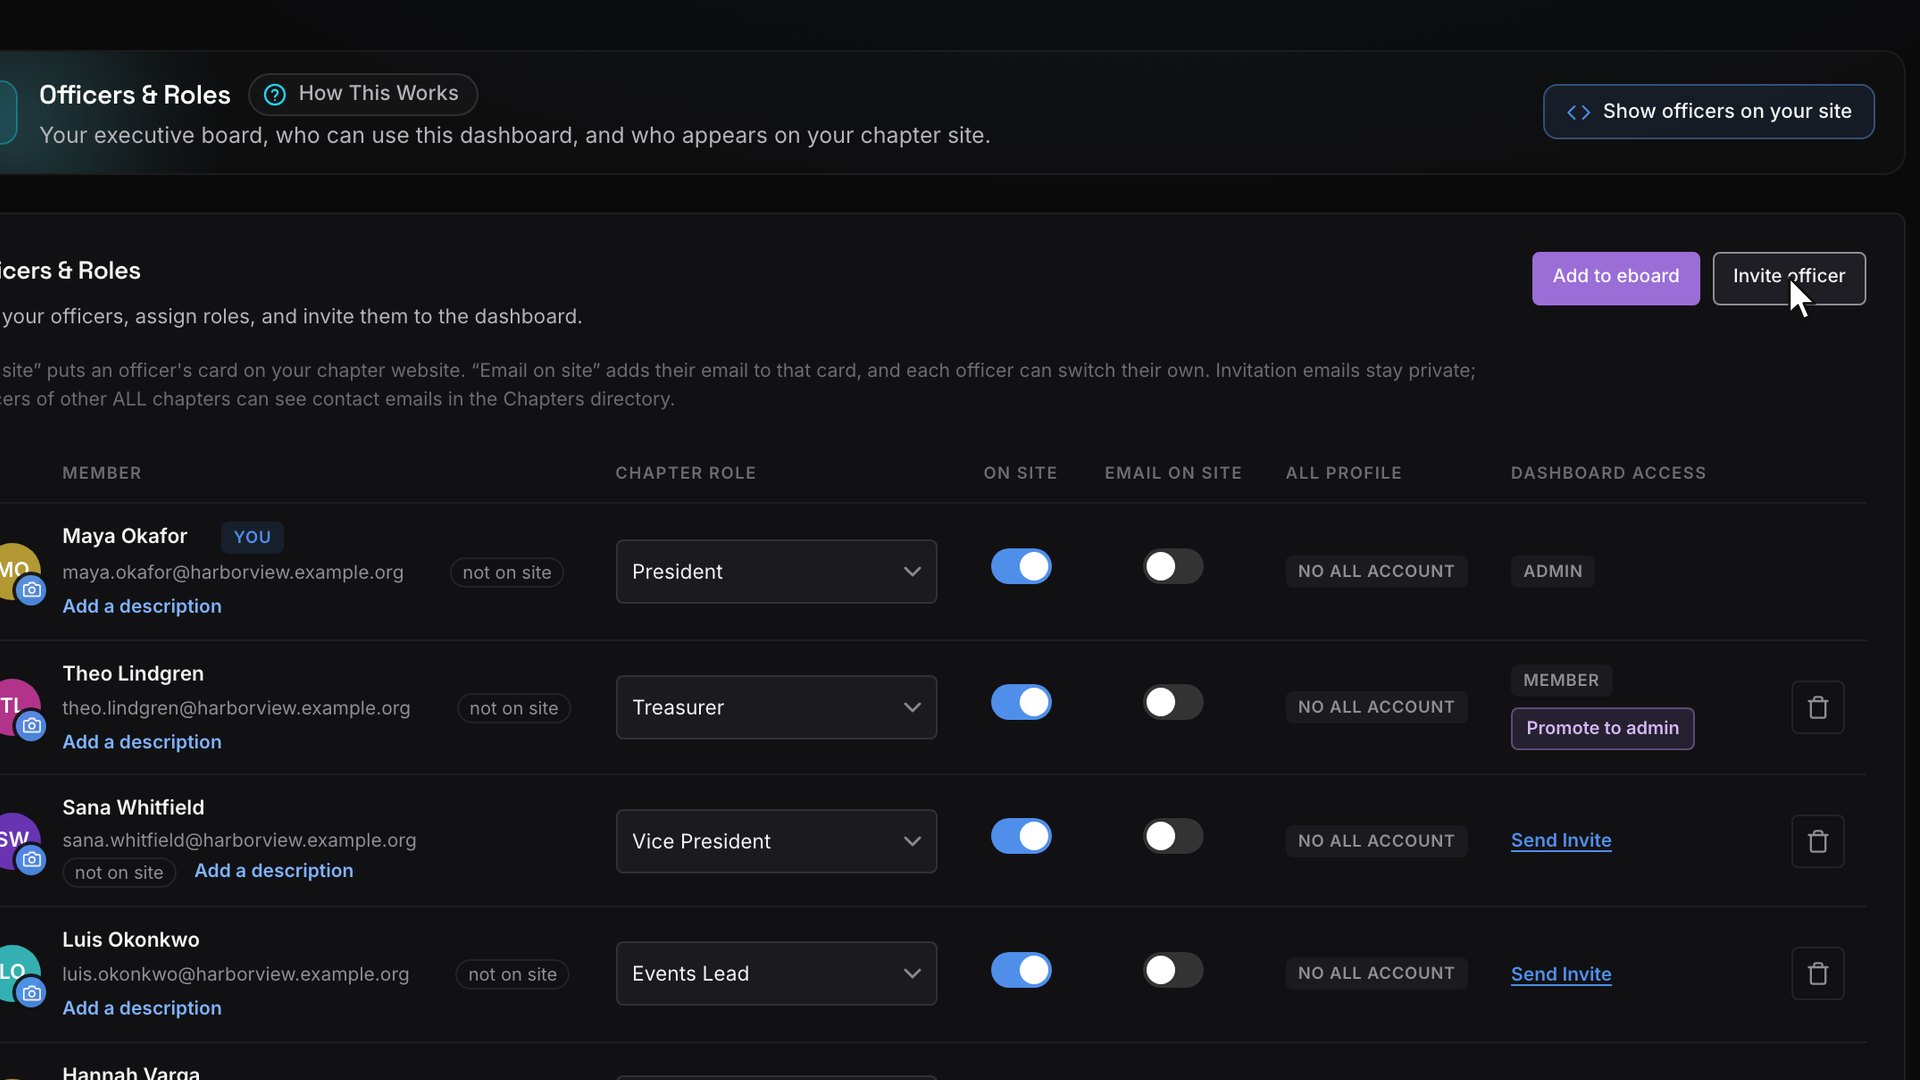 Officers & Roles
How This Works
Your executive board, who can use this dashboard, and who appears on your chapter site.
Show officers on your site
icers & Roles
your officers, assign roles, and invite them to the dashboard.
Add to eboard
Invite officer
site” puts an officer's card on your chapter website. “Email on site” adds their email to that card, and each officer can switch their own. Invitation emails stay private;
cers of other ALL chapters can see contact emails in the Chapters directory.
MEMBER CHAPTER ROLE ON SITE EMAIL ON SITE ALL PROFILE DASHBOARD ACCESS
MO
Maya Okafor YOU
maya.okafor@harborview.example.org not on site
Add a description
President
NO ALL ACCOUNT
ADMIN
TL
Theo Lindgren
theo.lindgren@harborview.example.org not on site
Add a description
Treasurer
NO ALL ACCOUNT
MEMBER
Promote to admin
SW
Sana Whitfield
sana.whitfield@harborview.example.org
not on site Add a description
Vice President
NO ALL ACCOUNT
Send Invite
LO
Luis Okonkwo
luis.okonkwo@harborview.example.org not on site
Add a description
Events Lead
NO ALL ACCOUNT
Send Invite
Hannah Varga